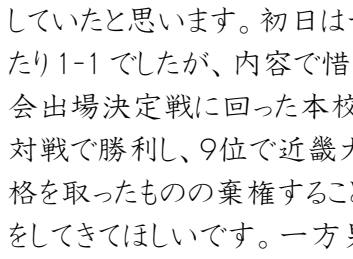 していたと思います。初日は
たり1-1でしたが、内容で惜
会出場決定戦に回った本校
対戦で勝利し、9位で近畿大
格を取ったものの棄権するこ
をしてきてほしいです。一方